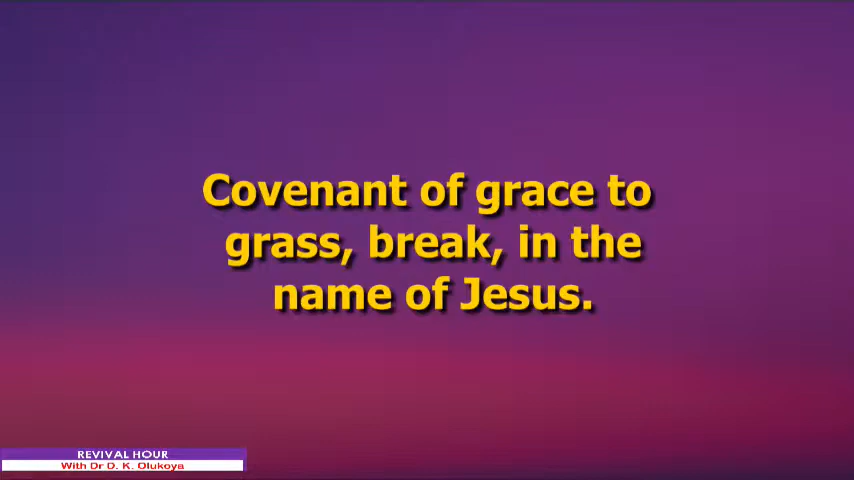 Covenant of grace to
grass, break, in the
name of Jesus.
REVIVAL HOUR
With Dr D. K. Olukoya